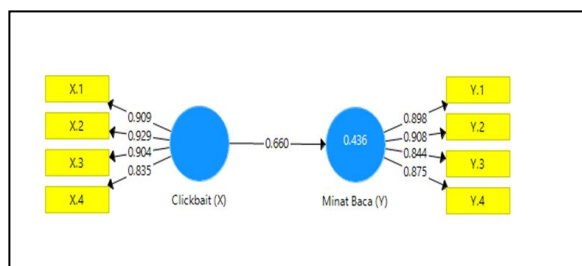 X.1
X.2
X.3
X.4
0.909
0.929
0.904
0.835
Clickbait (X)
0.660
0.436
Minat Baca (Y)
0.898
0.908
0.844
0.875
Y.1
Y.2
Y.3
Y.4